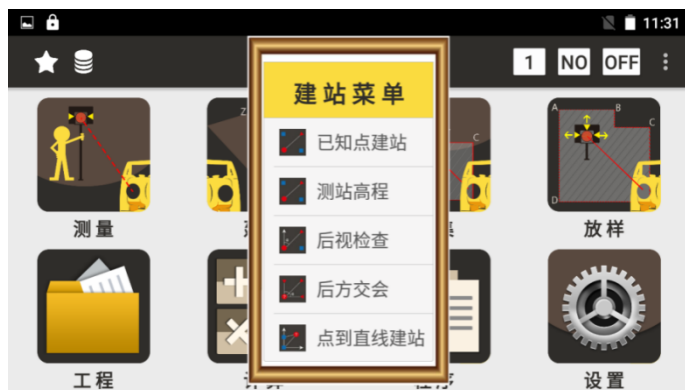 11:31
1 NO OFF
建站菜单
已知点建站
测站高程
后视检查
后方交会
点到直线建站
A B C D
Z
C
测量
放样
工程
程序
设置